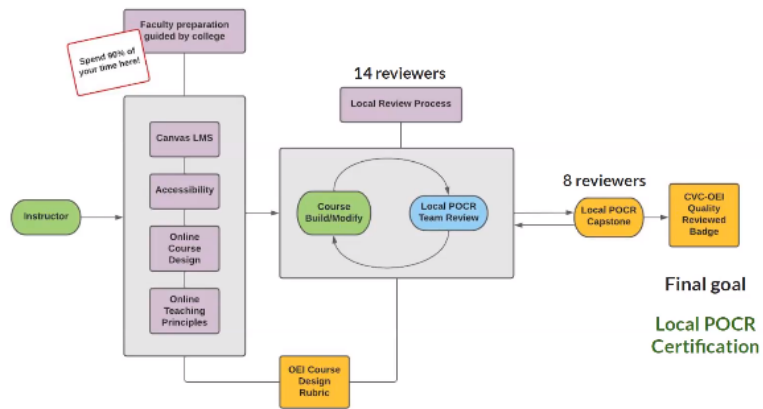 Faculty preparation
guided by college
Spend 90% of
your time here!
14 reviewers
Local Review Process
Canvas LMS
Accessibility
Online
Course
Design
Online
Teaching
Principles
Instructor
Course
Build/Modify
Local POCR
Team Review
8 reviewers
Local POCR
Capstone
CVC-OEI
Quality
Reviewed
Badge
Final goal
Local POCR
Certification
OEI Course
Design
Rubric